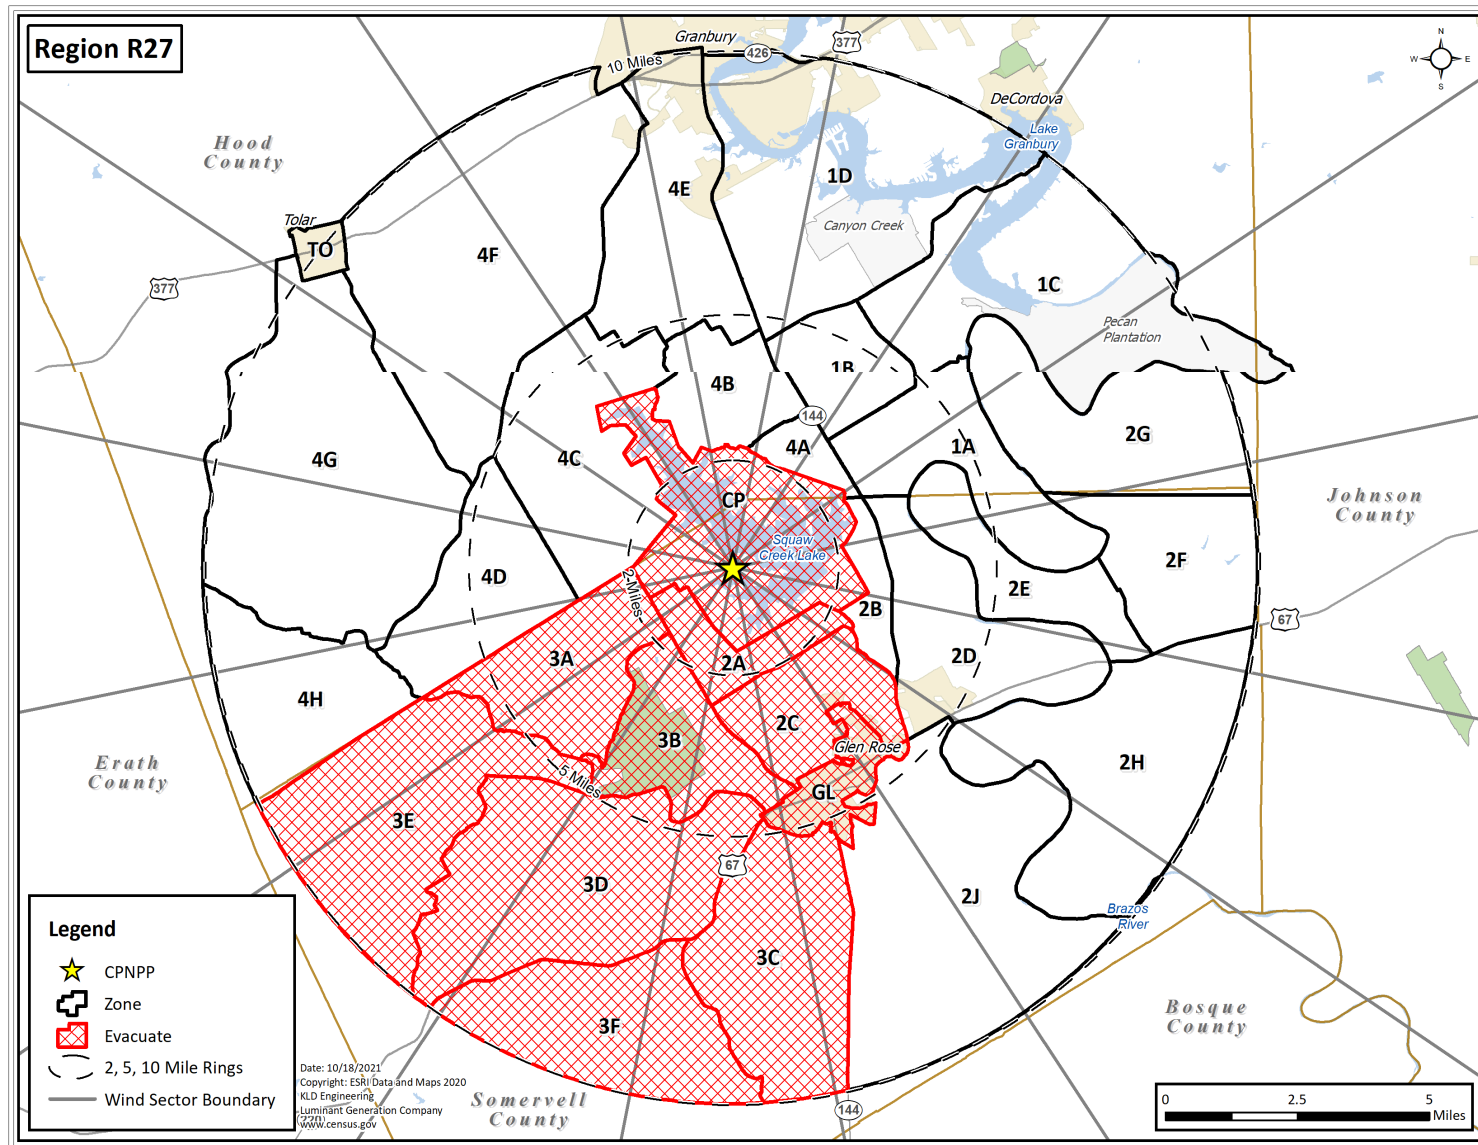 Region R27
Granbury
377
426
10 Miles
N
W E
S
DeCordova
Lake
Granbury
Hood
County
1D
4E
Tolar
TO
4F
Canyon Creek
377
1C
Pecan
Plantation
1B
4B
144
4A
1A
2G
4G
4C
CP
Johnson
County
Squaw
Creek Lake
2F
4D
2-Miles
2E
2B
67
3A
2A
2D
4H
2C
3B
Glen Rose
Erath
County
5 Miles
2H
GL
3E
67
3D
2J
Brazos
River
3C
Bosque
County
3F
Legend
CPNPP
Zone
Evacuate
2, 5, 10 Mile Rings
Wind Sector Boundary
Date: 10/18/2021
Copyright: ESRI Data and Maps 2020
KLD Engineering
Luminant Generation Company
www.census.gov
Somervell
County
144
0 2.5 5
Miles